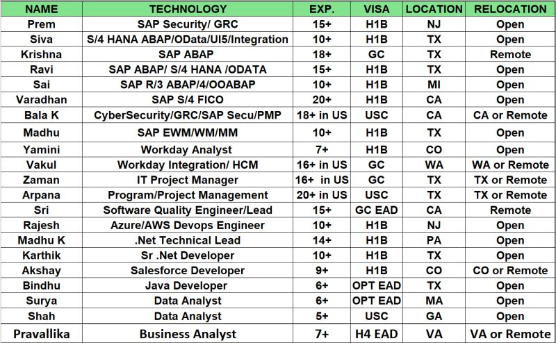 NAME TECHNOLOGY EXP. VISA LOCATION RELOCATION
Prem SAP Security/ GRC 15+ H1B NJ Open
Siva S/4 HANA ABAP/OData/UI5/Integration 10+ H1B TX Open
Krishna SAP ABAP 18+ GC TX Remote
Ravi SAP ABAP/ S/4 HANA /ODATA 15+ H1B TX Open
Sai SAP R/3 ABAP/4/OOABAP 10+ H1B MI Open
Varadhan SAP S/4 FICO 20+ H1B CA Open
Bala K CyberSecurity/GRC/SAP Secu/PMP 18+ in US USC CA CA or Remote
Madhu SAP EWM/WM/MM 10+ H1B TX Open
Yamini Workday Analyst 7+ H1B CO Open
Vakul Workday Integration/ HCM 16+ in US GC WA WA or Remote
Zaman IT Project Manager 16+ in US GC TX TX or Remote
Arpana Program/Project Management 20+ in US USC TX TX or Remote
Sri Software Quality Engineer/Lead 15+ GC EAD CA Remote
Rajesh Azure/AWS Devops Engineer 10+ H1B NJ Open
Madhu K .Net Technical Lead 14+ H1B PA Open
Karthik Sr .Net Developer 10+ H1B TX Open
Akshay Salesforce Developer 9+ H1B CO CO or Remote
Bindhu Java Developer 6+ OPT EAD TX Open
Surya Data Analyst 6+ OPT EAD MA Open
Shah Data Analyst 5+ USC GA Open
Pravallika Business Analyst 7+ H4 EAD VA VA or Remote